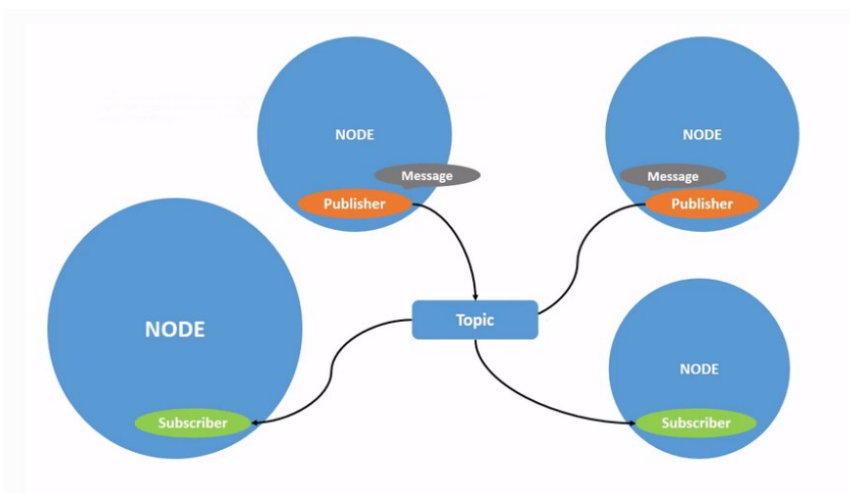 NODE
Message
Publisher
NODE
Message
Publisher
NODE
Subscriber
Topic
NODE
Subscriber